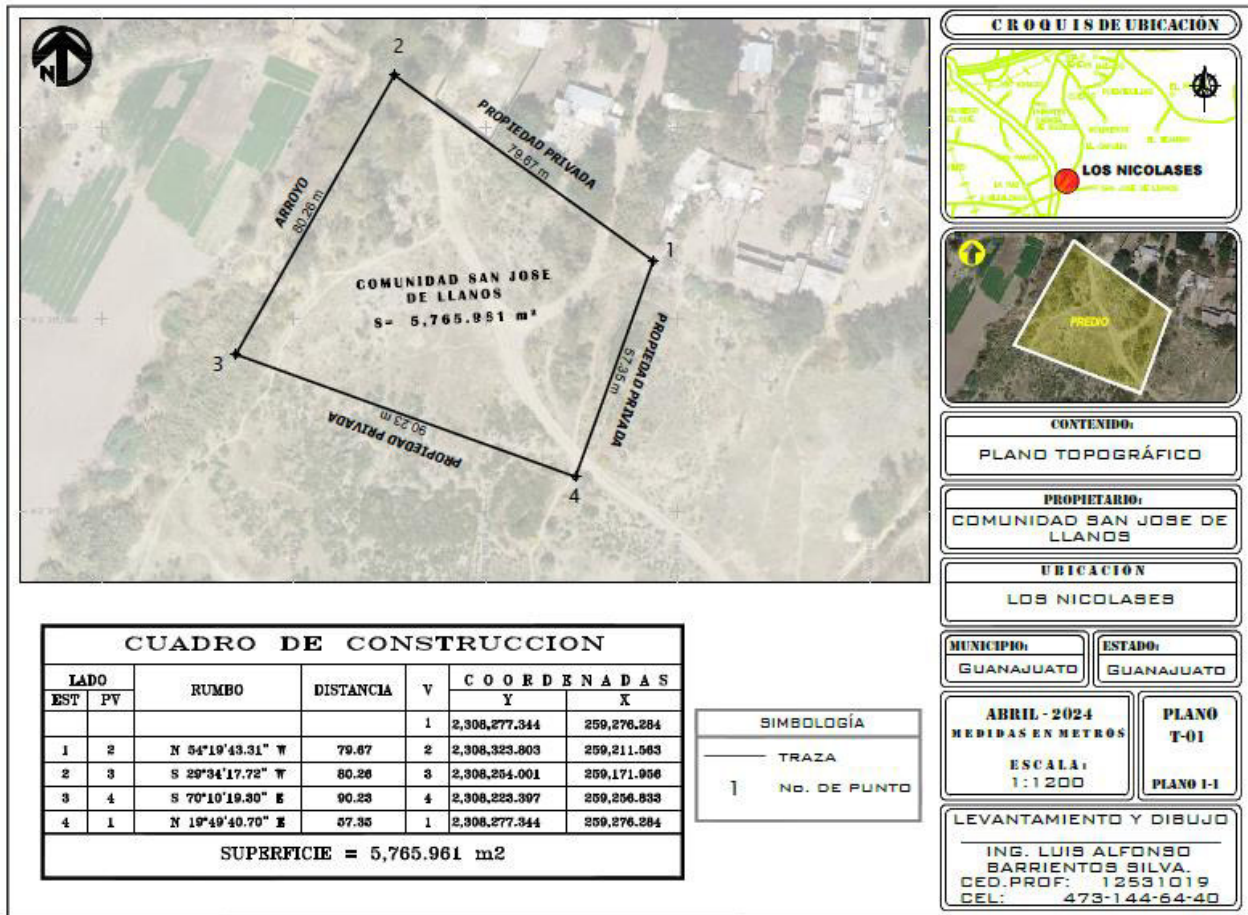 N
2
PROPIEDAD PRIVADA
79.67 m
1
ARROYO
80.26 m
COMUNIDAD SAN JOSE
DE LLANOS
S= 5,765.961 m²
3
PROPIEDAD PRIVADA
57.35 m
90.23 m
PROPIEDAD PRIVADA
4
CUADRO DE CONSTRUCCION
LADO RUMBO DISTANCIA V COORDENADAS
EST PV Y X
1 2,308,277.344 259,276.284
1 2 N 54°19'43.31" W 79.67 2 2,308,323.803 259,211.563
2 3 S 29°34'17.72" W 80.26 3 2,308,254.001 259,171.956
3 4 S 70°10'19.30" E 90.23 4 2,308,223.397 259,256.833
4 1 N 19°49'40.70" E 57.35 1 2,308,277.344 259,276.284
SUPERFICIE = 5,765.961 m2
SIMBOLOGÍA
TRAZA
1 No. DE PUNTO
CROQUIS DE UBICACIÓN
LOS NICOLASES
SAN JOSE DE LLANOS
PREDIO
CONTENIDO:
PLANO TOPOGRÁFICO
PROPIETARIO:
COMUNIDAD SAN JOSE DE
LLANOS
UBICACIÓN
LOS NICOLASES
MUNICIPIO:
GUANAJUATO
ESTADO:
GUANAJUATO
ABRIL - 2024
MEDIDAS EN METROS
ESCALA:
1:1200
PLANO
T-01
PLANO 1-1
LEVANTAMIENTO Y DIBUJO
ING. LUIS ALFONSO
BARRIENTOS SILVA.
CED.PROF: 12531019
CEL: 473-144-64-40